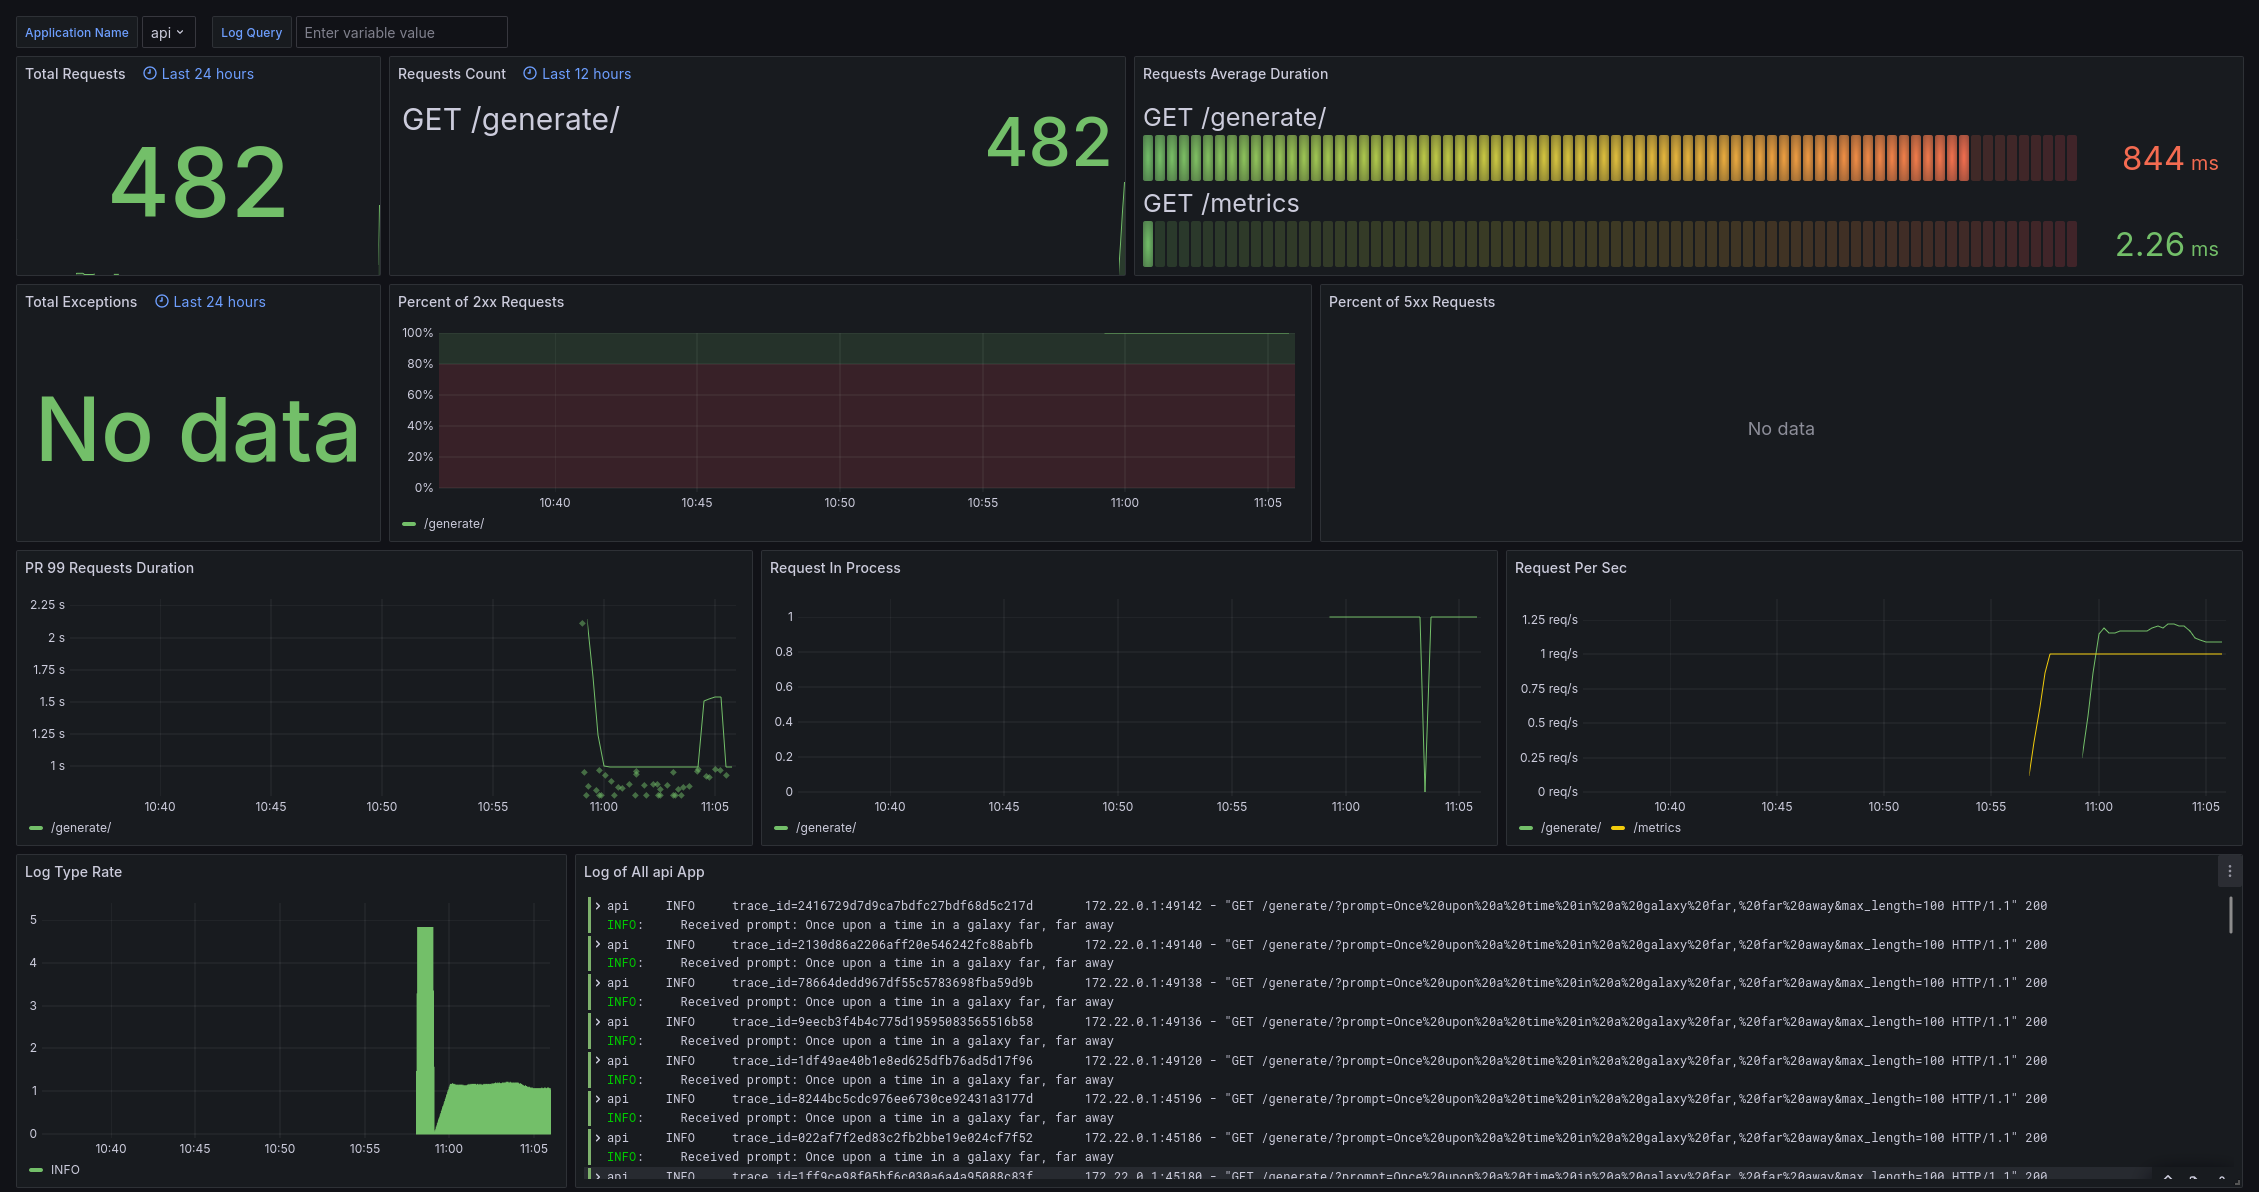 Application Name api Log Query Enter variable value
Total Requests Last 24 hours
482
Requests Count Last 12 hours
GET /generate/
482
Requests Average Duration
GET /generate/
844 ms
GET /metrics
2.26 ms
Total Exceptions Last 24 hours
No data
Percent of 2xx Requests
100%
80%
60%
40%
20%
0%
10:40 10:45 10:50 10:55 11:00 11:05
/generate/
Percent of 5xx Requests
No data
PR 99 Requests Duration
2.25 s
2 s
1.75 s
1.5 s
1.25 s
1 s
10:40 10:45 10:50 10:55 11:00 11:05
/generate/
Request In Process
1
0.8
0.6
0.4
0.2
0
10:40 10:45 10:50 10:55 11:00 11:05
/generate/
Request Per Sec
1.25 req/s
1 req/s
0.75 req/s
0.5 req/s
0.25 req/s
0 req/s
10:40 10:45 10:50 10:55 11:00 11:05
/generate/ /metrics
Log Type Rate
5
4
3
2
1
0
10:40 10:45 10:50 10:55 11:00 11:05
INFO
Log of All api App
api INFO trace_id=2416729d7d9ca7bdfc27bdf68d5c217d 172.22.0.1:49142 - "GET /generate/?prompt=Once%20upon%20a%20time%20in%20a%20galaxy%20far,%20far%20away&max_length=100 HTTP/1.1" 200
INFO: Received prompt: Once upon a time in a galaxy far, far away
api INFO trace_id=2130d86a2206aff20e546242fc88abfb 172.22.0.1:49140 - "GET /generate/?prompt=Once%20upon%20a%20time%20in%20a%20galaxy%20far,%20far%20away&max_length=100 HTTP/1.1" 200
INFO: Received prompt: Once upon a time in a galaxy far, far away
api INFO trace_id=78664dedd967df55c5783698fba59d9b 172.22.0.1:49138 - "GET /generate/?prompt=Once%20upon%20a%20time%20in%20a%20galaxy%20far,%20far%20away&max_length=100 HTTP/1.1" 200
INFO: Received prompt: Once upon a time in a galaxy far, far away
api INFO trace_id=9eecb3f4b4c775d19595083565516b58 172.22.0.1:49136 - "GET /generate/?prompt=Once%20upon%20a%20time%20in%20a%20galaxy%20far,%20far%20away&max_length=100 HTTP/1.1" 200
INFO: Received prompt: Once upon a time in a galaxy far, far away
api INFO trace_id=1df49ae40b1e8ed625dfb76ad5d17f96 172.22.0.1:49120 - "GET /generate/?prompt=Once%20upon%20a%20time%20in%20a%20galaxy%20far,%20far%20away&max_length=100 HTTP/1.1" 200
INFO: Received prompt: Once upon a time in a galaxy far, far away
api INFO trace_id=8244bc5cdc976ee6730ce92431a3177d 172.22.0.1:45196 - "GET /generate/?prompt=Once%20upon%20a%20time%20in%20a%20galaxy%20far,%20far%20away&max_length=100 HTTP/1.1" 200
INFO: Received prompt: Once upon a time in a galaxy far, far away
api INFO trace_id=022af7f2ed83c2fb2bbe19e024cf7f52 172.22.0.1:45186 - "GET /generate/?prompt=Once%20upon%20a%20time%20in%20a%20galaxy%20far,%20far%20away&max_length=100 HTTP/1.1" 200
INFO: Received prompt: Once upon a time in a galaxy far, far away
api INFO 172.22.0.1:45180 - "GET /generate/?prompt=Once%20upon%20a%20time%20in%20a%20galaxy%20far,%20far%20away&max_length=100 HTTP/1.1" 200